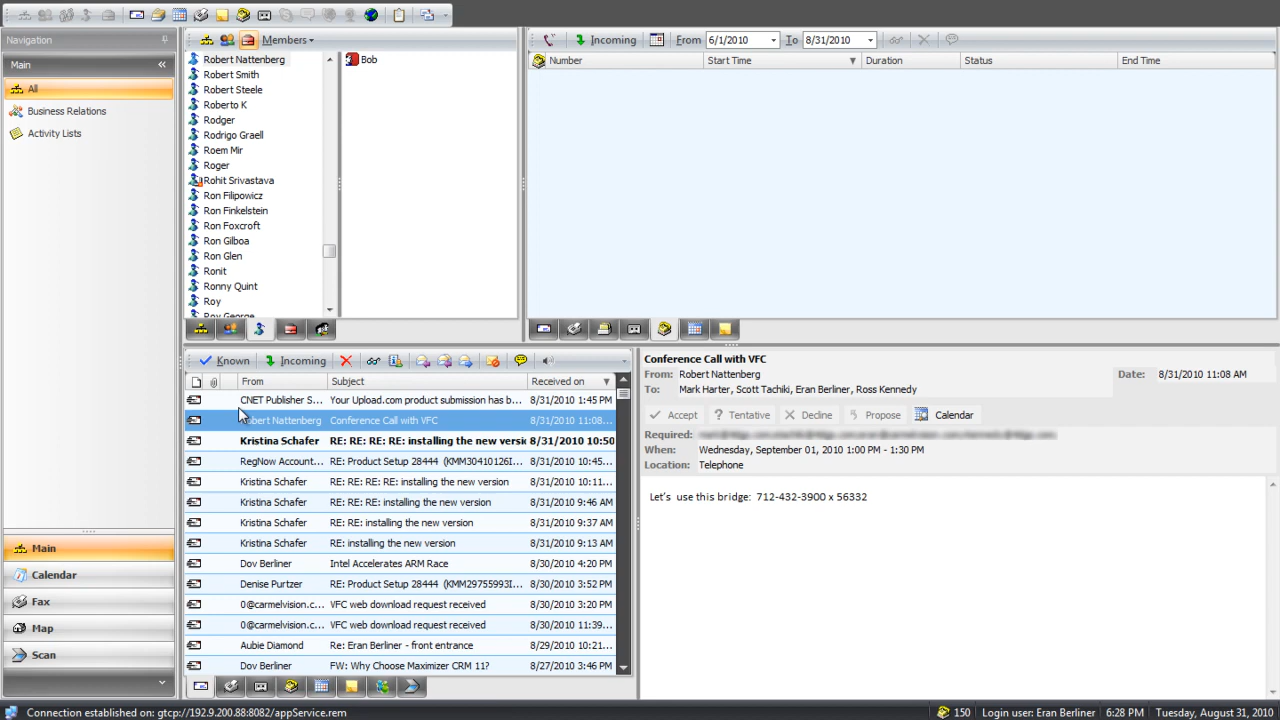 Navigation
Members
Incoming
From 6/1/2010 To 8/31/2010
Main
All
Business Relations
Activity Lists
Robert Nattenberg
Robert Smith
Robert Steele
Roberto K
Rodger
Rodrigo Graell
Roem Mir
Roger
Rohit Srivastava
Ron Filipowicz
Ron Finkelstein
Ron Foxcroft
Ron Gilboa
Ron Glen
Ronit
Ronny Quint
Roy
Roy George
Bob
Number Start Time Duration Status End Time
Known Incoming
From Subject Received on
CNET Publisher S... Your Upload.com product submission has b... 8/31/2010 1:45 PM
Robert Nattenberg Conference Call with VFC 8/31/2010 11:08...
Kristina Schafer RE: RE: RE: RE: installing the new versi 8/31/2010 10:50
RegNow Account... RE: Product Setup 28444 (KMM30410126I... 8/31/2010 10:45...
Kristina Schafer RE: RE: RE: RE: installing the new version 8/31/2010 10:11...
Kristina Schafer RE: RE: RE: installing the new version 8/31/2010 9:46 AM
Kristina Schafer RE: RE: installing the new version 8/31/2010 9:37 AM
Kristina Schafer RE: installing the new version 8/31/2010 9:13 AM
Dov Berliner Intel Accelerates ARM Race 8/30/2010 4:20 PM
Denise Purtzer RE: Product Setup 28444 (KMM29755993I... 8/30/2010 3:52 PM
0@carmelvision.c... VFC web download request received 8/30/2010 3:20 PM
0@carmelvision.c... VFC web download request received 8/30/2010 11:39...
Aubie Diamond Re: Eran Berliner - front entrance 8/29/2010 10:21...
Dov Berliner FW: Why Choose Maximizer CRM 11? 8/27/2010 3:46 PM
Conference Call with VFC
From: Robert Nattenberg Date: 8/31/2010 11:08 AM
To: Mark Harter, Scott Tachiki, Eran Berliner, Ross Kennedy
Accept Tentative Decline Propose Calendar
Required:
When: Wednesday, September 01, 2010 1:00 PM - 1:30 PM
Location: Telephone
Let's use this bridge: 712-432-3900 x 56332
Main
Calendar
Fax
Map
Scan
Connection established on: gtcp://192.9.200.88:8082/appService.rem 150 Login user: Eran Berliner 6:28 PM Tuesday, August 31, 2010